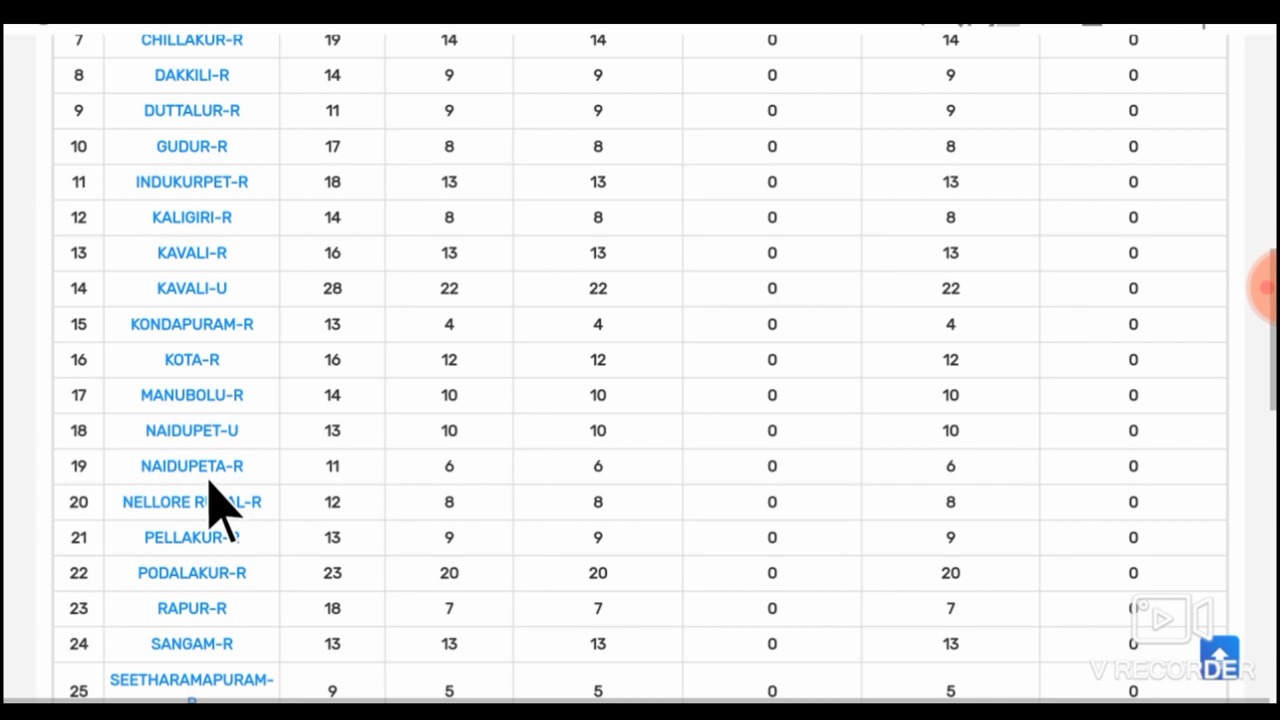 7 CHILLAKUR-R 19 14 14 0 14 0
8 DAKKILI-R 14 9 9 0 9 0
9 DUTTALUR-R 11 9 9 0 9 0
10 GUDUR-R 17 8 8 0 8 0
11 INDUKURPET-R 18 13 13 0 13 0
12 KALIGIRI-R 14 8 8 0 8 0
13 KAVALI-R 16 13 13 0 13 0
14 KAVALI-U 28 22 22 0 22 0
15 KONDAPURAM-R 13 4 4 0 4 0
16 KOTA-R 16 12 12 0 12 0
17 MANUBOLU-R 14 10 10 0 10 0
18 NAIDUPET-U 13 10 10 0 10 0
19 NAIDUPETA-R 11 6 6 0 6 0
20 NELLORE RURAL-R 12 8 8 0 8 0
21 PELLAKUR-R 13 9 9 0 9 0
22 PODALAKUR-R 23 20 20 0 20 0
23 RAPUR-R 18 7 7 0 7 0
24 SANGAM-R 13 13 13 0 13 0
25 SEETHARAMAPURAM-R 9 5 5 0 5 0
V RECORDER